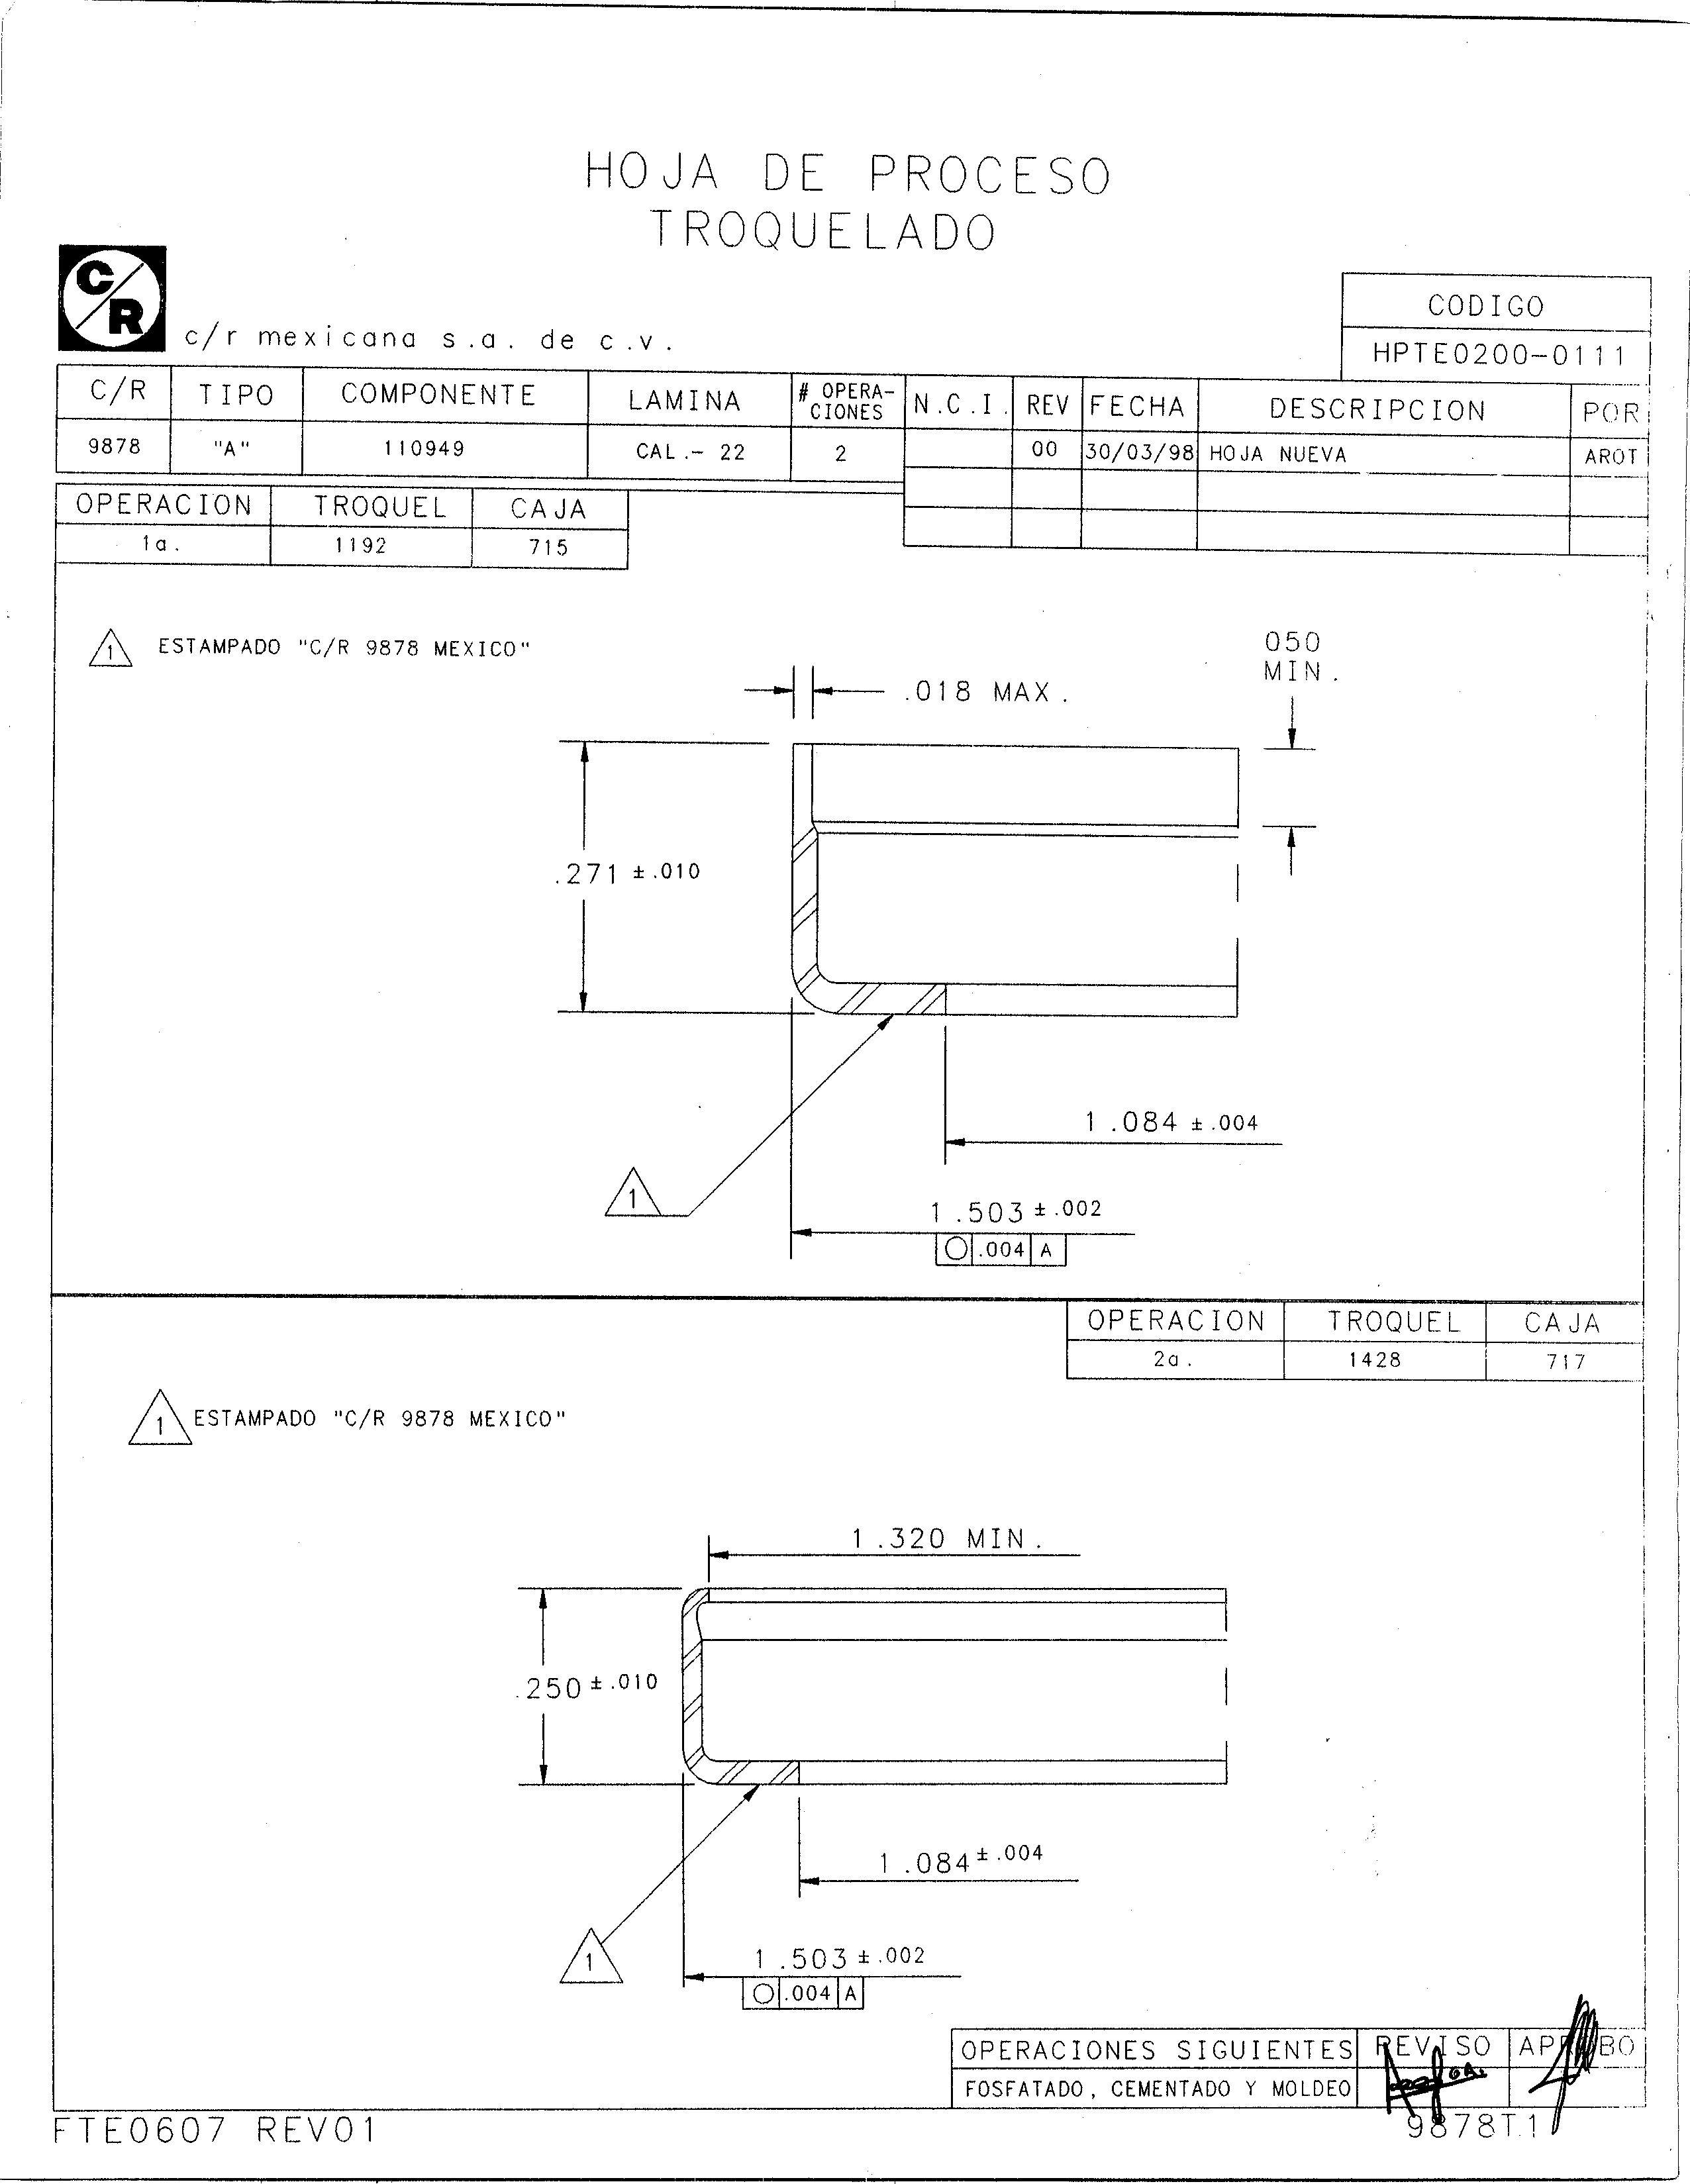 HOJA DE PROCESO
TROQUELADO
C/R
c/r mexicana s.a. de c.v.
CODIGO
HPTE0200-0111
C/R TIPO COMPONENTE LAMINA # OPERA-CIONES N.C.I. REV FECHA DESCRIPCION POR
9878 "A" 110949 CAL.- 22 2 00 30/03/98 HOJA NUEVA AROT
OPERACION TROQUEL CAJA
1a. 1192 715
1 ESTAMPADO "C/R 9878 MEXICO"
050
MIN.
.018 MAX.
.271 ±.010
1.084 ±.004
1
1.503 ±.002
.004 A
OPERACION TROQUEL CAJA
2a. 1428 717
1 ESTAMPADO "C/R 9878 MEXICO"
1.320 MIN.
.250 ±.010
1.084 ±.004
1
1.503 ±.002
.004 A
OPERACIONES SIGUIENTES REVISO
FOSFATADO, CEMENTADO Y MOLDEO
FTE0607 REV01
9878T.1